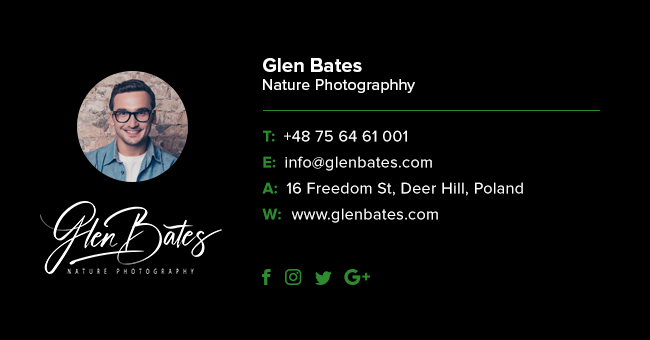 Glen Bates
Nature Photographhy
T: +48 75 64 61 001
E: info@glenbates.com
A: 16 Freedom St, Deer Hill, Poland
W: www.glenbates.com
Glen Bates
NATURE PHOTOGRAPHY
f
G+